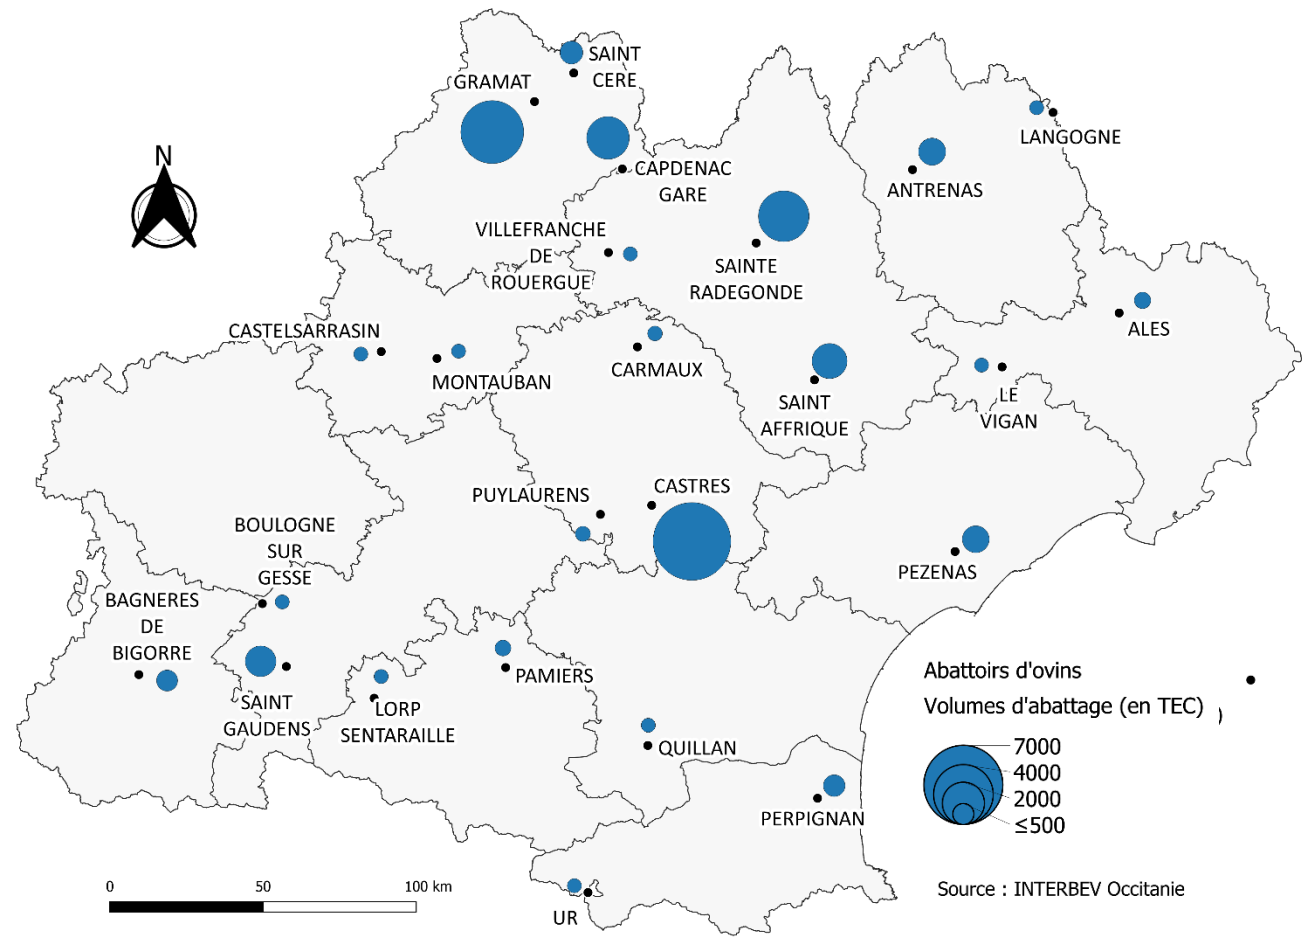 SAINT
CERE
GRAMAT
LANGOGNE
N
CAPDENAC
GARE
ANTRENAS
VILLEFRANCHE
DE
ROUERGUE
SAINTE
RADEGONDE
CASTELSARRASIN
ALES
CARMAUX
MONTAUBAN
SAINT
AFFRIQUE
LE
VIGAN
PUYLAURENS
CASTRES
BOULOGNE
SUR
GESSE
PEZENAS
BAGNERES
DE
BIGORRE
SAINT
GAUDENS
LORP
SENTARAILLE
PAMIERS
QUILLAN
PERPIGNAN
UR
Abattoirs d'ovins
Volumes d'abattage (en TEC)
)
7000
4000
2000
≤500
0 50 100 km
Source : INTERBEV Occitanie